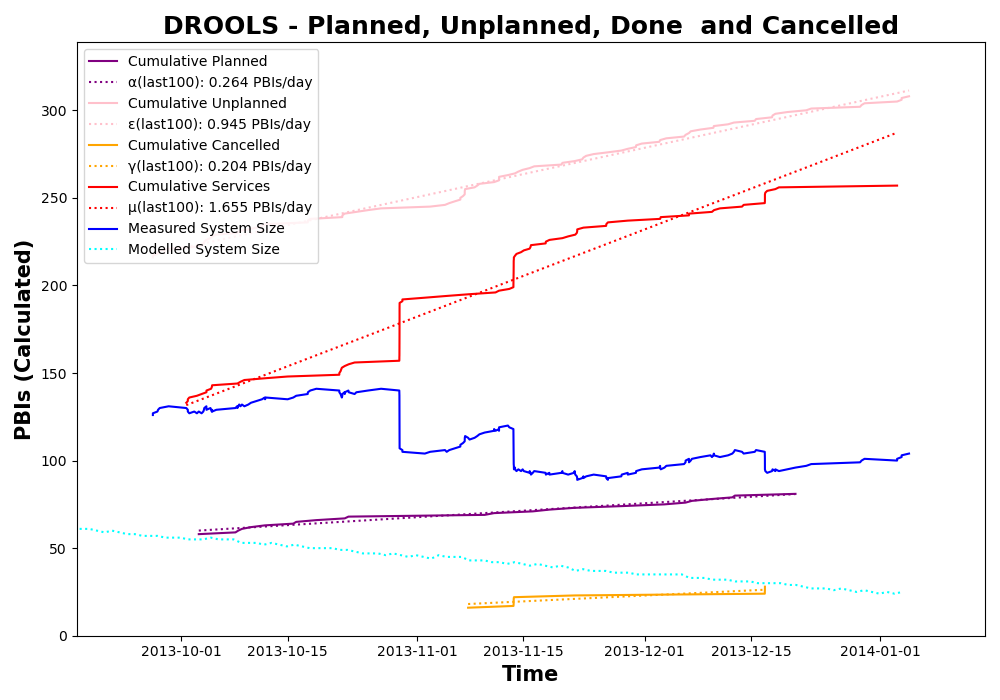 DROOLS - Planned, Unplanned, Done  and Cancelled
PBIs (Calculated)
300
250
200
150
100
50
0
Cumulative Planned
α(last100): 0.264 PBIs/day
Cumulative Unplanned
ε(last100): 0.945 PBIs/day
Cumulative Cancelled
γ(last100): 0.204 PBIs/day
Cumulative Services
μ(last100): 1.655 PBIs/day
Measured System Size
Modelled System Size
2013-10-01 2013-10-15 2013-11-01 2013-11-15 2013-12-01 2013-12-15 2014-01-01
Time